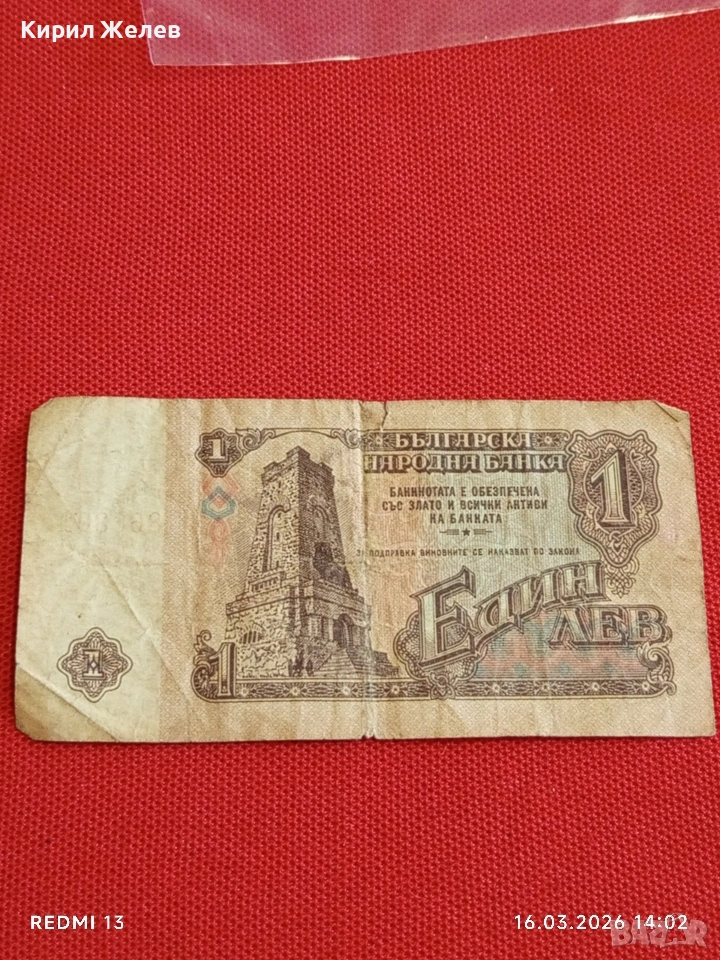 Кирил Желев
1
БЪЛГАРСКА
НАРОДНА БАНКА
БАНКНОТАТА Е ОБЕЗПЕЧЕНА
СЪС ЗЛАТО И ВСИЧКИ АКТИВИ
НА БАНКАТА
1
ЗА ПОДПРАВКА ВИНОВНИТЕ СЕ НАКАЗВАТ ПО ЗАКОНА
ЕДИН
ЛЕВ
1
REDMI 13
16.03.2026 14:02
BAZAR